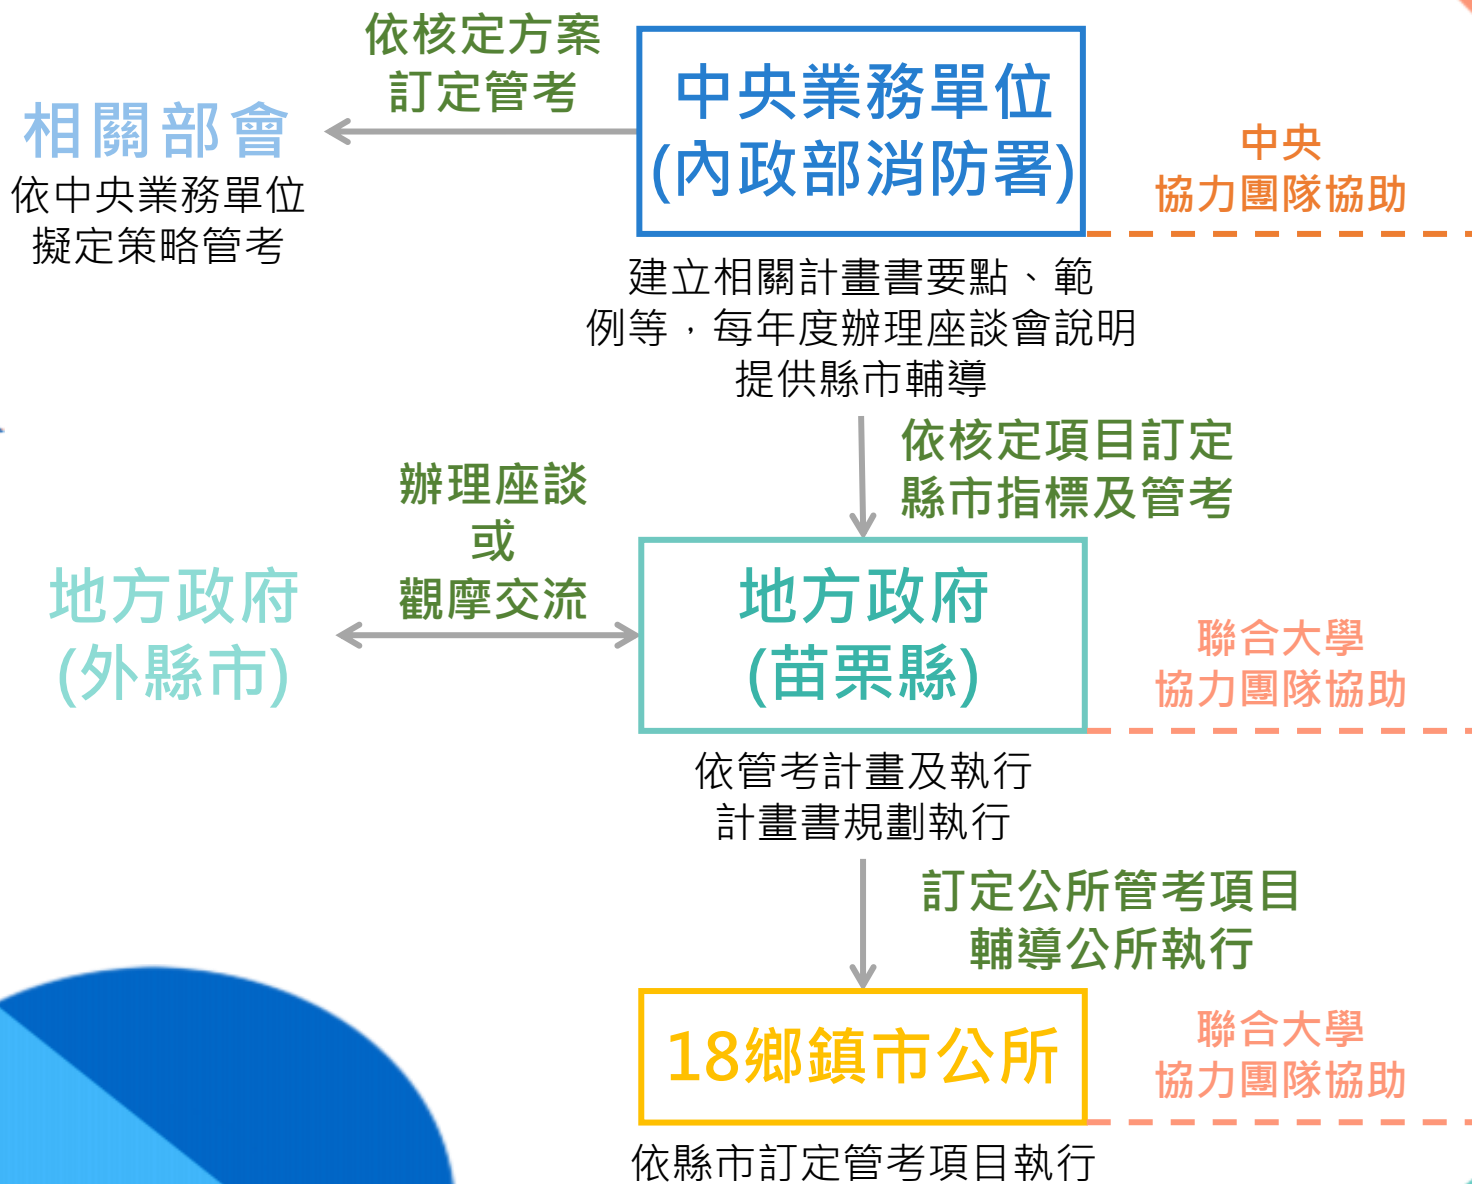 依核定方案
訂定管考
中央業務單位
(內政部消防署)
相關部會
依中央業務單位
擬定策略管考
中央
協力團隊協助
建立相關計畫書要點、範
例等，每年度辦理座談會說明
提供縣市輔導
依核定項目訂定
縣市指標及管考
辦理座談
或
觀摩交流
地方政府
(外縣市)
地方政府
(苗栗縣)
聯合大學
協力團隊協助
依管考計畫及執行
計畫書規劃執行
訂定公所管考項目
輔導公所執行
18鄉鎮市公所
聯合大學
協力團隊協助
依縣市訂定管考項目執行